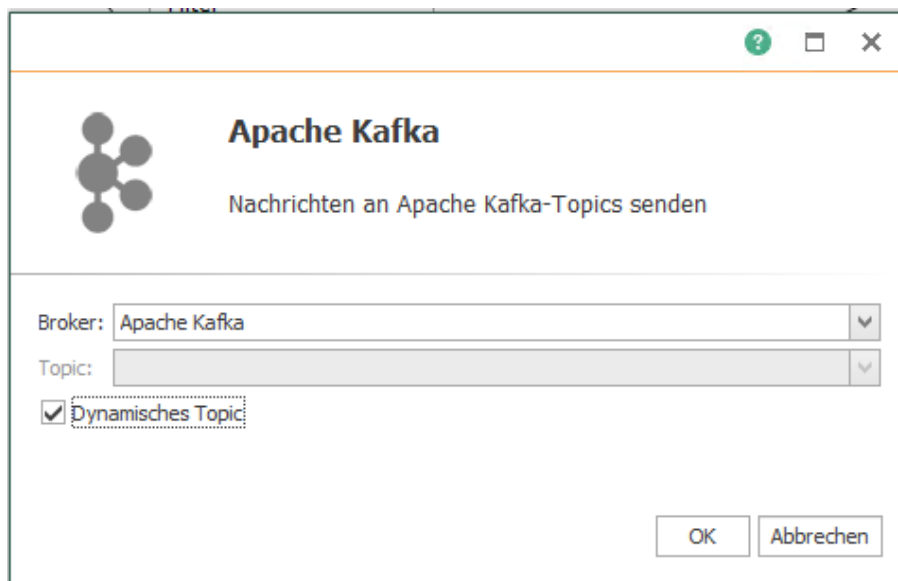 Apache Kafka
Nachrichten an Apache Kafka-Topics senden
Broker: Apache Kafka
Topic:
Dynamisches Topic
OK Abbrechen